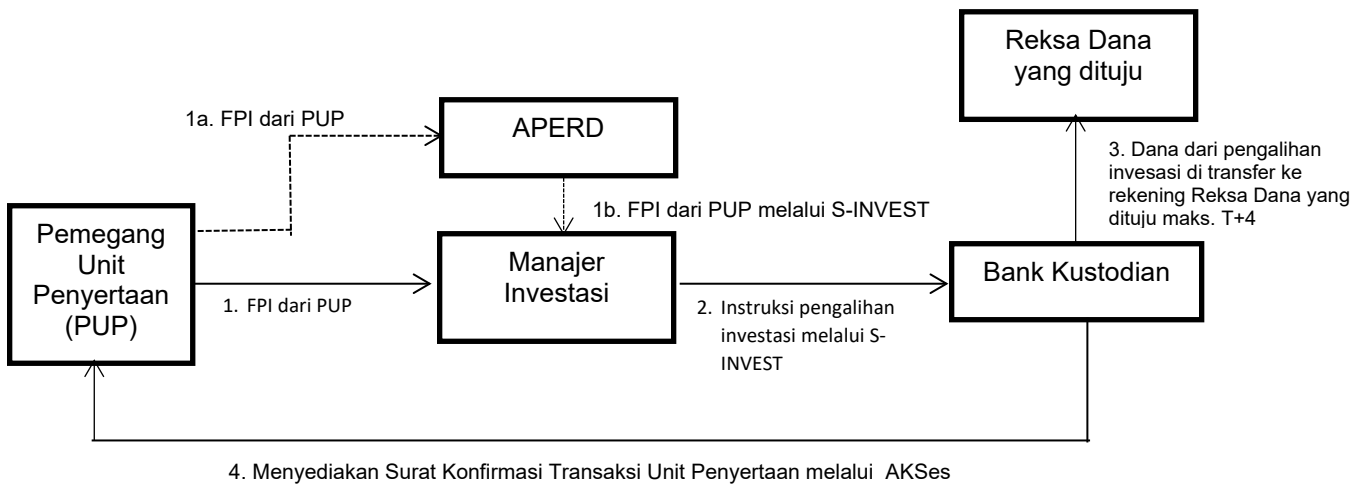 Reksa Dana
yang dituju
1a. FPI dari PUP
APERD
3. Dana dari pengalihan
invesasi di transfer ke
rekening Reksa Dana yang
dituju maks. T+4
1b. FPI dari PUP melalui S-INVEST
Pemegang
Unit
Penyertaan
(PUP)
Manajer
Investasi
Bank Kustodian
1. FPI dari PUP
2. Instruksi pengalihan
investasi melalui S-
INVEST
4. Menyediakan Surat Konfirmasi Transaksi Unit Penyertaan melalui AKSes